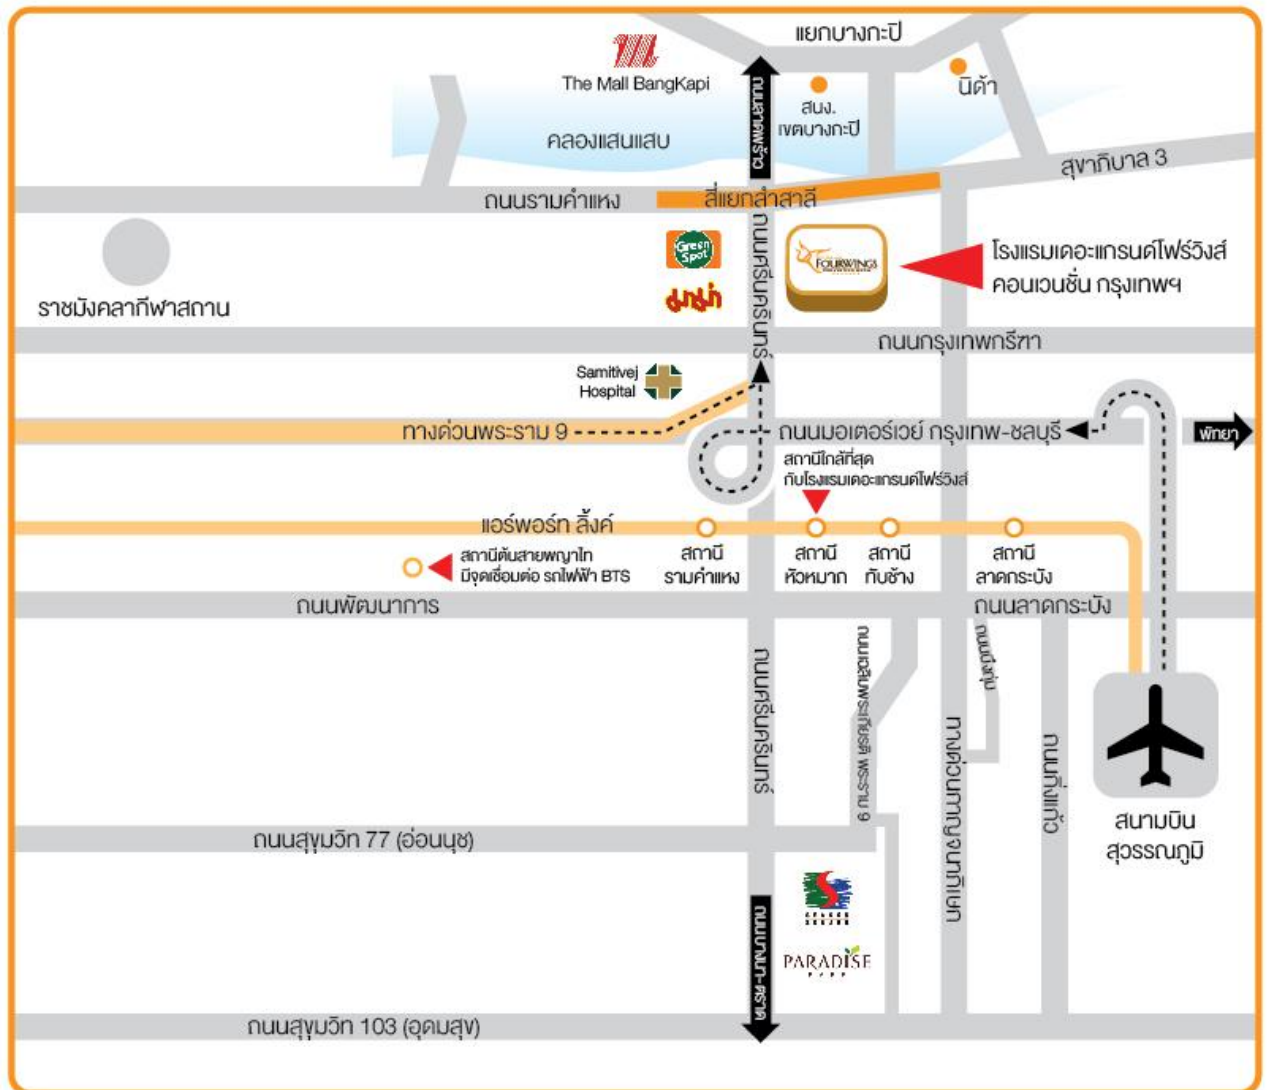 แยกบางกะปิ
The Mall BangKapi
นิด้า
สนง.
เขตบางกะปิ
ถนนลาดพร้าว
คลองแสนแสบ
สุขาภิบาล 3
ถนนรามคำแหง
สี่แยกลำสาลี
Green
Spot
FOURWINGS
โรงแรมเดอะแกรนด์โฟร์วิงส์
คอนเวนชั่น กรุงเทพฯ
ถนนศรีนครินทร์
มาม่า
ราชมังคลากีฬาสถาน
ถนนกรุงเทพกรีฑา
Samitivej
Hospital
ทางด่วนพระราม 9
ถนนมอเตอร์เวย์ กรุงเทพ-ชลบุรี
พัทยา
สถานีใกล้ที่สุด
กับโรงแรมเดอะแกรนด์โฟร์วิงส์
แอร์พอร์ท ลิ้งค์
สถานีต้นสายพญาไท
มีจุดเชื่อมต่อ รถไฟฟ้า BTS
สถานี
รามคำแหง
สถานี
หัวหมาก
สถานี
ทับช้าง
สถานี
ลาดกระบัง
ถนนพัฒนาการ
ถนนลาดกระบัง
ถนนศรีนครินทร์
ถนนเฉลิมพระเกียรติ พระราม 9
ทางด่วนกาญจนาภิเษก
ถนนกิ่งแก้ว
สนามบิน
สุวรรณภูมิ
ถนนสุขุมวิท 77 (อ่อนนุช)
PARADISE
PARK
ถนนบางนา-ตราด
ถนนสุขุมวิท 103 (อุดมสุข)